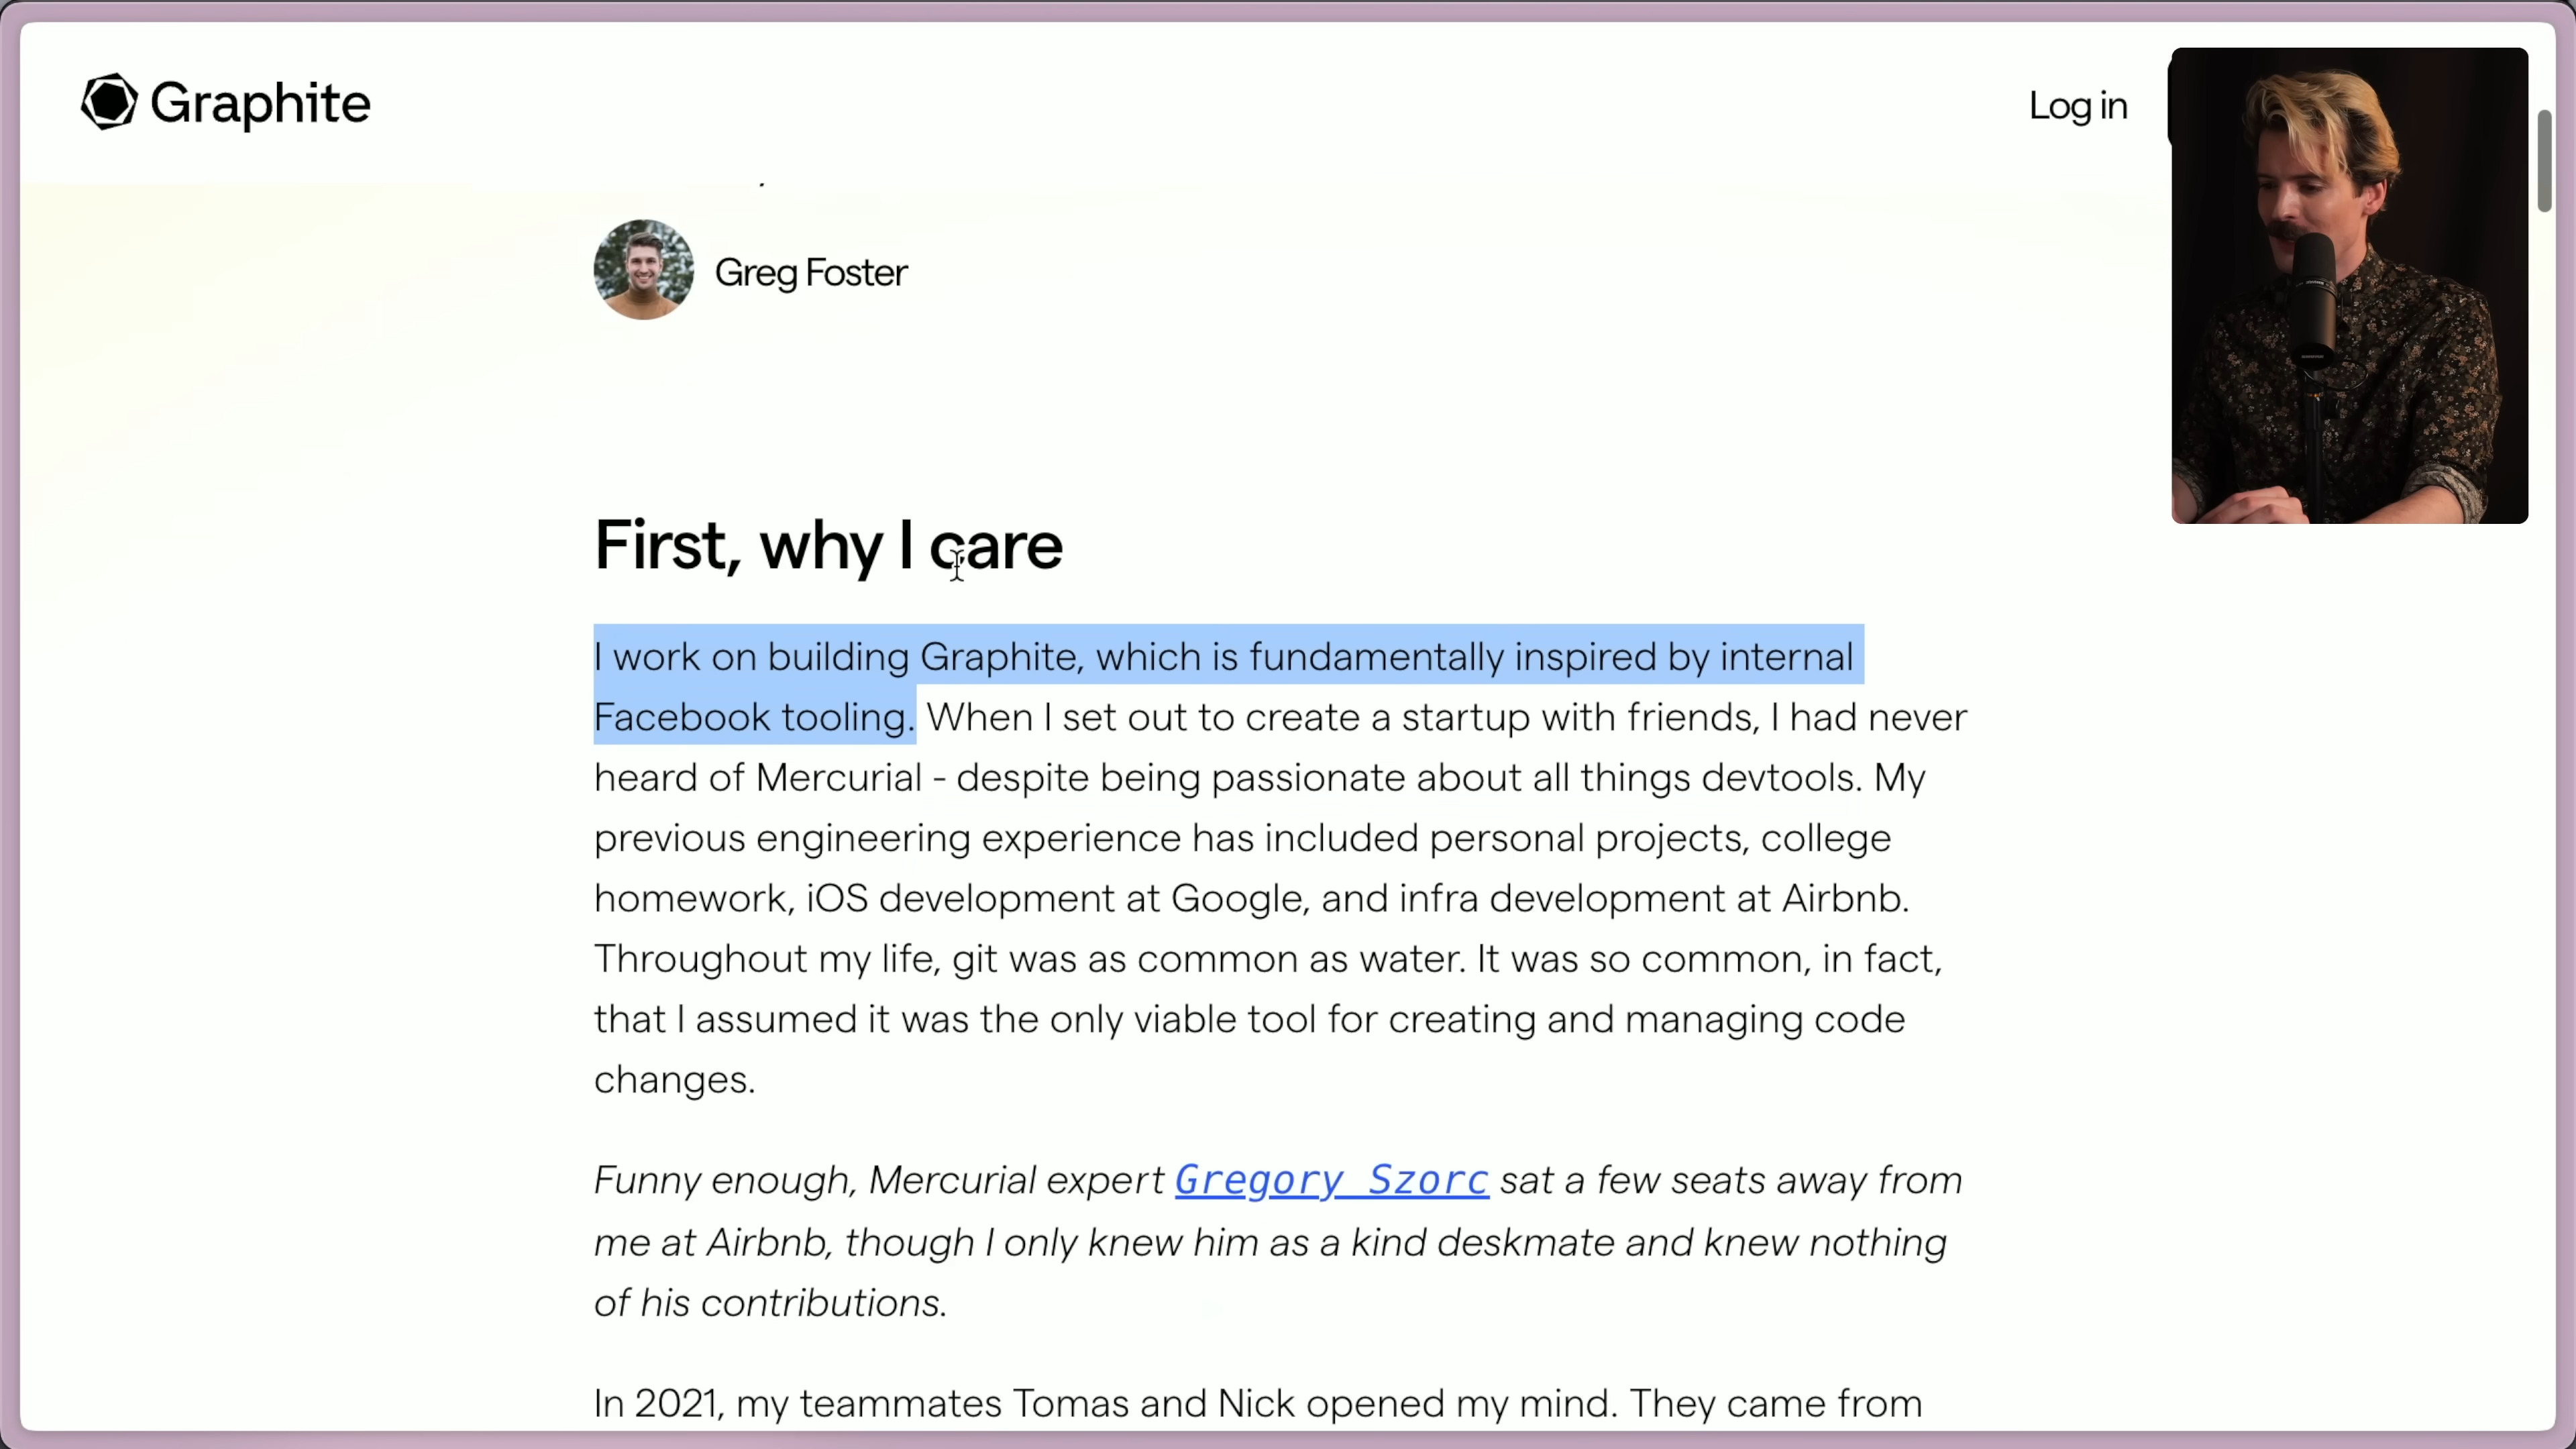 Graphite
Log in
Greg Foster
First, why I care
I work on building Graphite, which is fundamentally inspired by internal
Facebook tooling. When I set out to create a startup with friends, I had never
heard of Mercurial - despite being passionate about all things devtools. My
previous engineering experience has included personal projects, college
homework, iOS development at Google, and infra development at Airbnb.
Throughout my life, git was as common as water. It was so common, in fact,
that I assumed it was the only viable tool for creating and managing code
changes.
Funny enough, Mercurial expert Gregory Szorc sat a few seats away from
me at Airbnb, though I only knew him as a kind deskmate and knew nothing
of his contributions.
In 2021, my teammates Tomas and Nick opened my mind. They came from